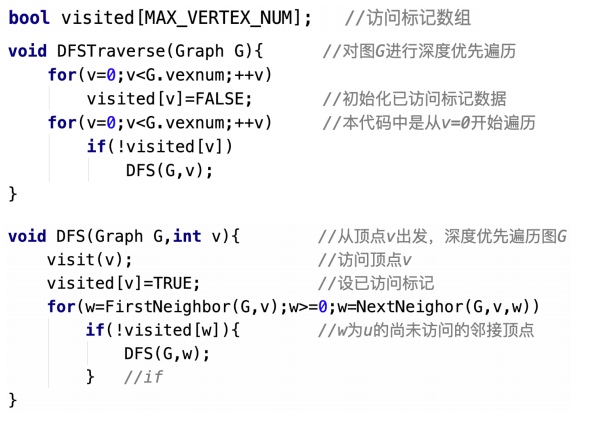 bool visited[MAX_VERTEX_NUM];   //访问标记数组
void DFSTraverse(Graph G){      //对图G进行深度优先遍历
    for(v=0;v<G.vexnum;++v)
        visited[v]=FALSE;       //初始化已访问标记数据
    for(v=0;v<G.vexnum;++v)     //本代码中是从v=0开始遍历
        if(!visited[v])
            DFS(G,v);
}
void DFS(Graph G,int v){        //从顶点v出发，深度优先遍历图G
    visit(v);                   //访问顶点v
    visited[v]=TRUE;            //设已访问标记
    for(w=FirstNeighbor(G,v);w>=0;w=NextNeighor(G,v,w))
        if(!visited[w]){        //w为u的尚未访问的邻接顶点
            DFS(G,w);
        }   //if
}